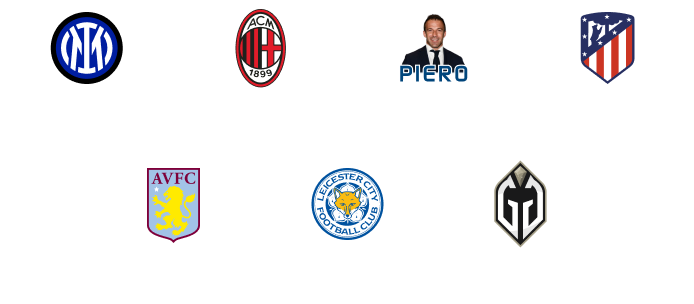 ACM
1899
PIERO
AVFC
LEICESTER CITY
FOOTBALL CLUB